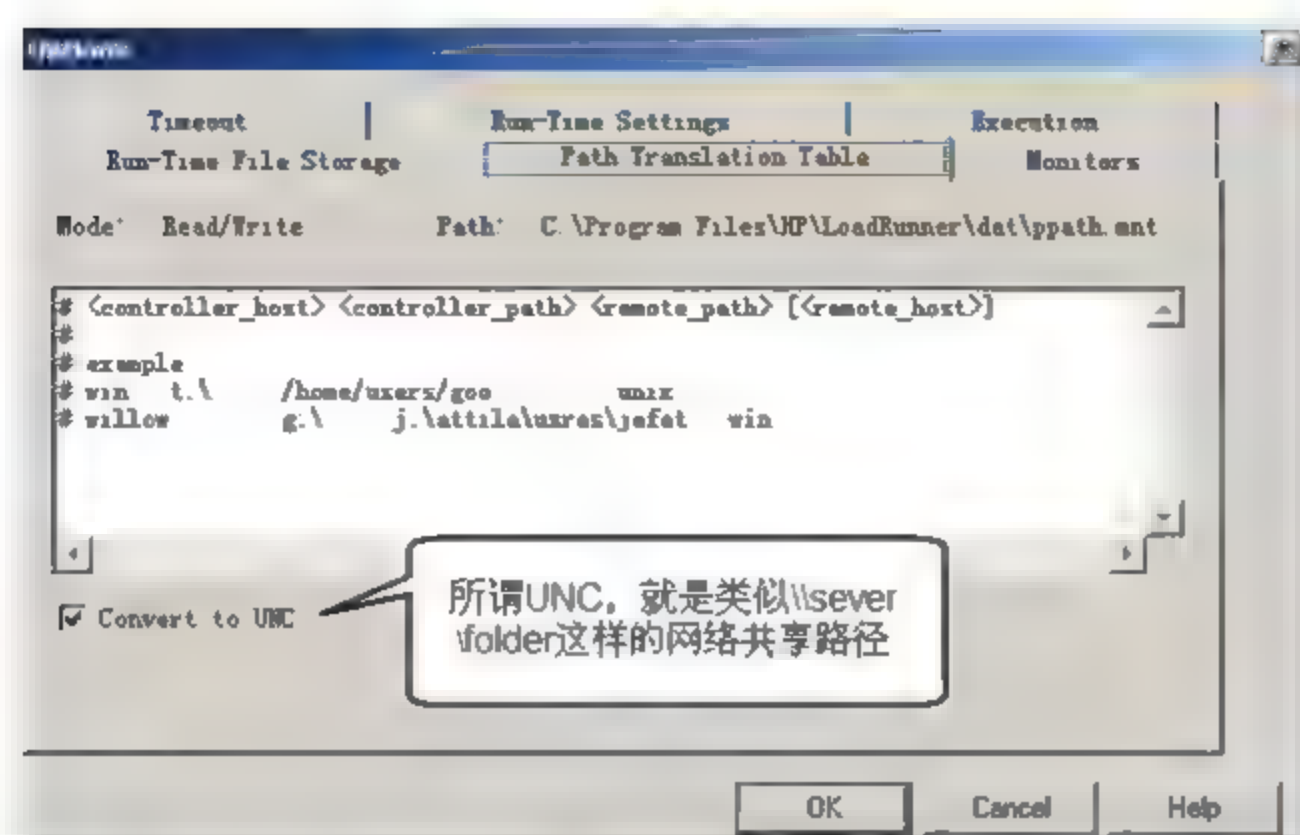 Timeout Run-Time Settings Execution
Run-Time File Storage Path Translation Table Monitors
Mode: Read/Write Path: C:\Program Files\HP\LoadRunner\dat\ppath.mnt
# <controller_host> <controller_path> <remote_path> [<remote_host>]
#
# example
# win t:\ /home/users/goo unix
# willow g:\ j:\attila\usres\jefat win
Convert to UNC
所谓UNC，就是类似\\sever
\folder这样的网络共享路径
OK Cancel Help